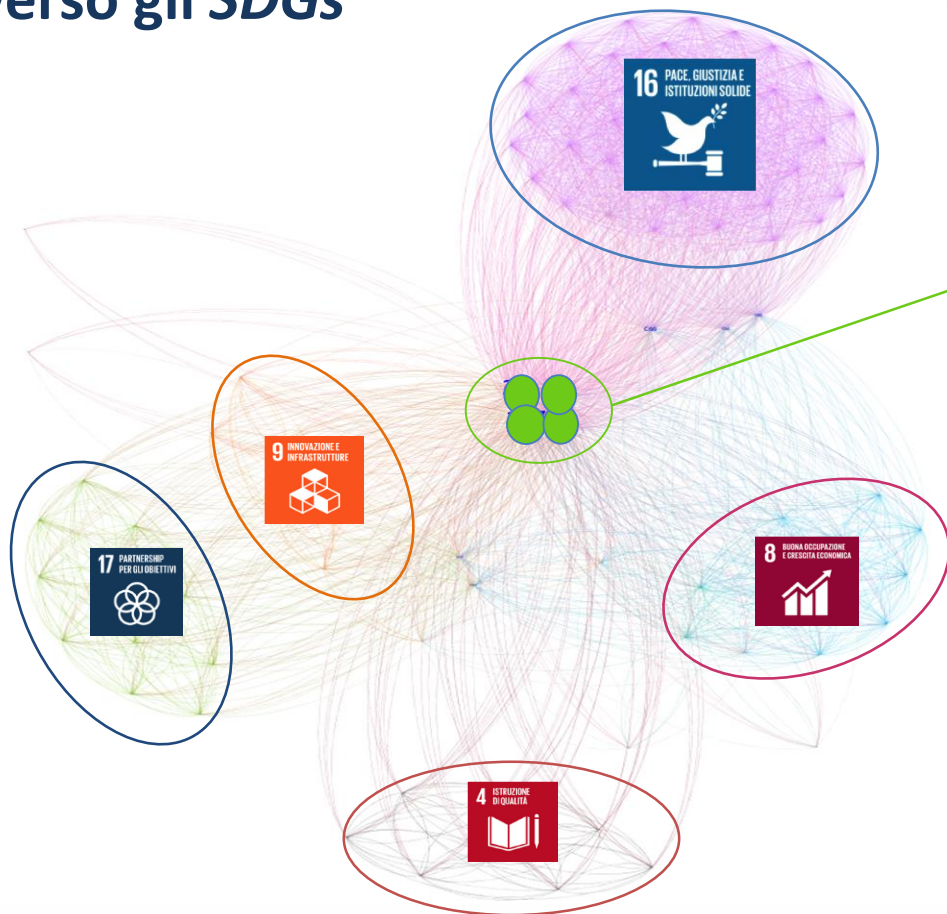 verso gli SDGs
16 PACE, GIUSTIZIA E
ISTITUZIONI SOLIDE
9 INNOVAZIONE E
INFRASTRUTTURE
17 PARTNERSHIP
PER GLI OBIETTIVI
8 BUONA OCCUPAZIONE
E CRESCITA ECONOMICA
4 ISTRUZIONE
DI QUALITÀ